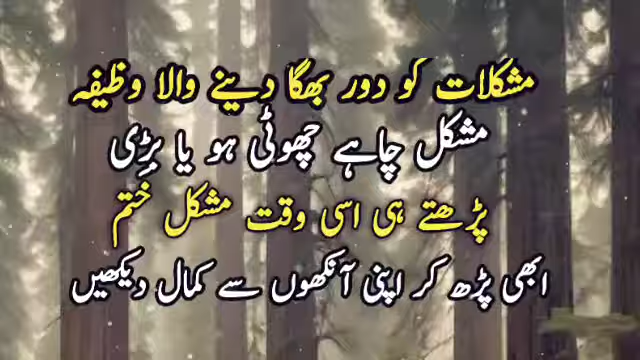 مشکلات کو دور بھگا دینے والا وظیفہ
مشکل چاہے چھوٹی ہو یا بڑی
پڑھتے ہی اسی وقت مشکل ختم
ابھی پڑھ کر اپنی آنکھوں سے کمال دیکھیں